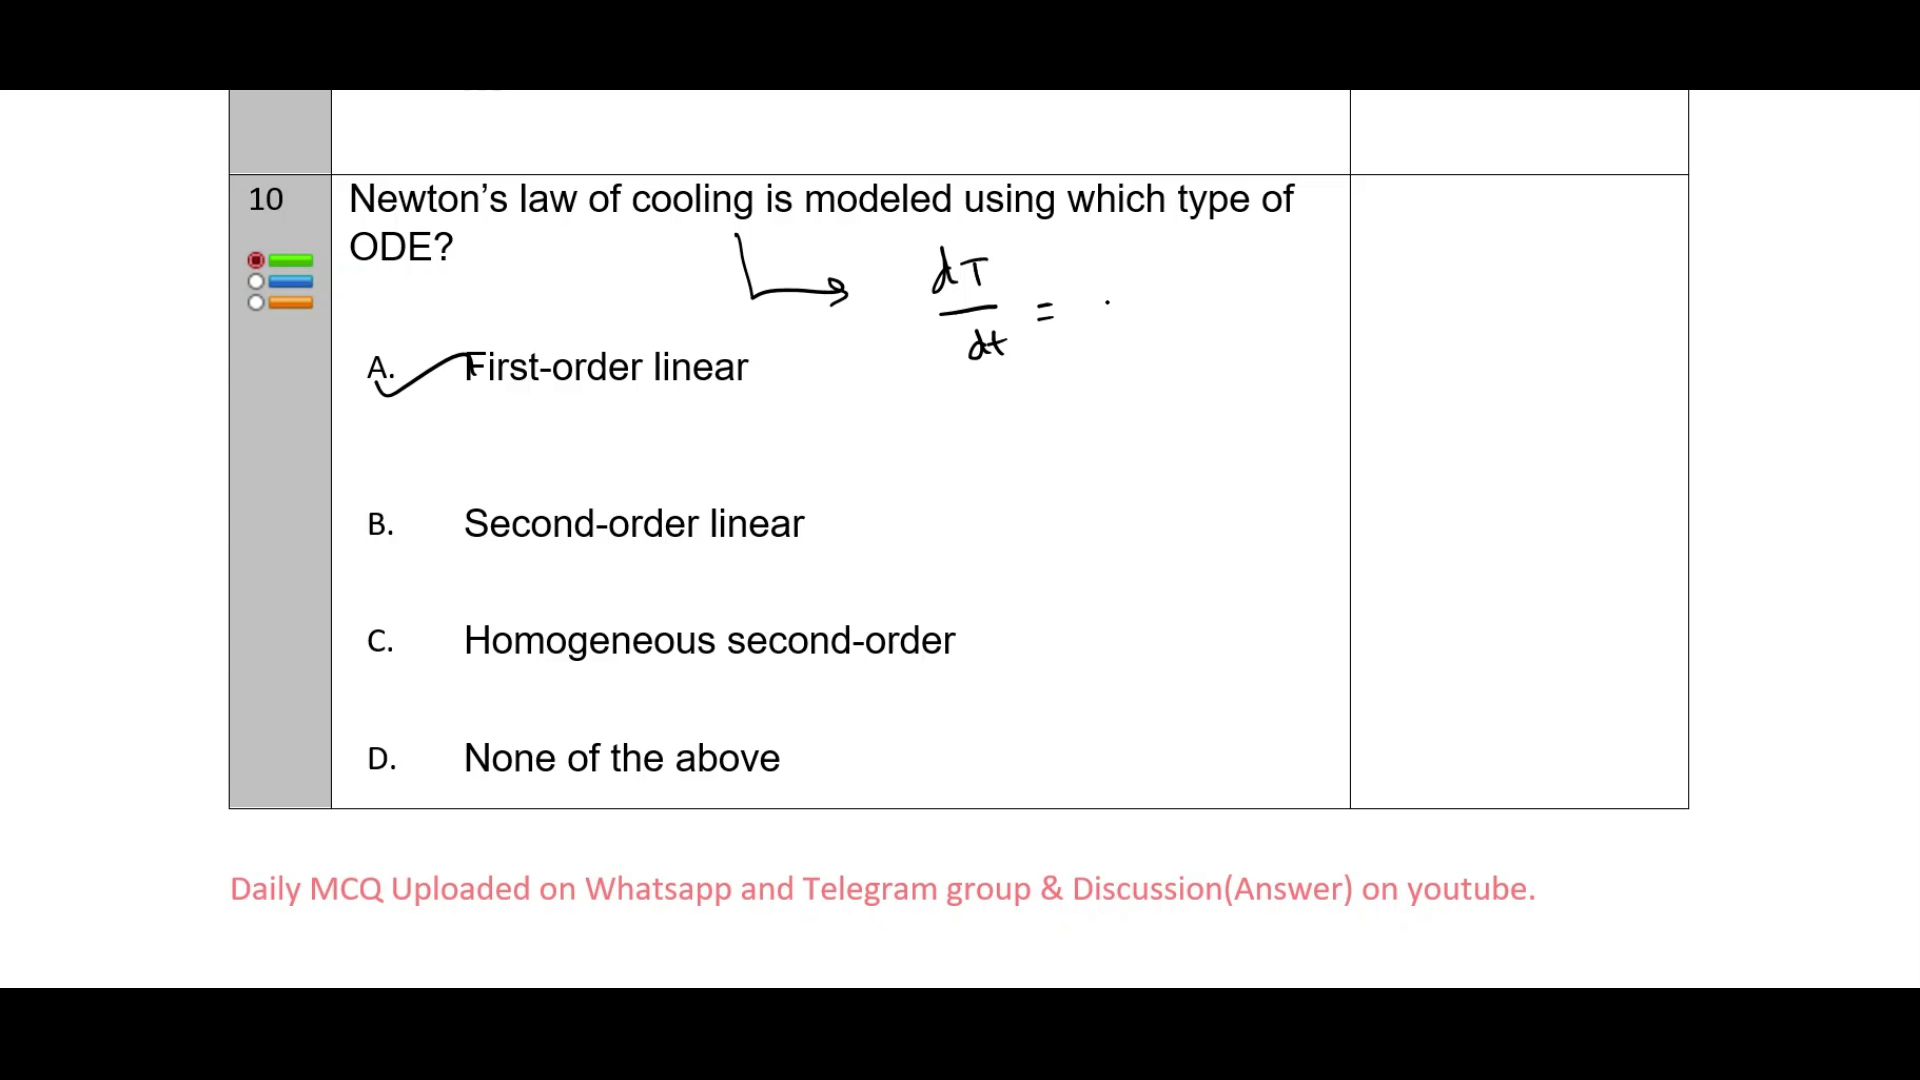 10
Newton's law of cooling is modeled using which type of
ODE?
dT
dt =
A. First-order linear
B. Second-order linear
C. Homogeneous second-order
D. None of the above
Daily MCQ Uploaded on Whatsapp and Telegram group & Discussion(Answer) on youtube.